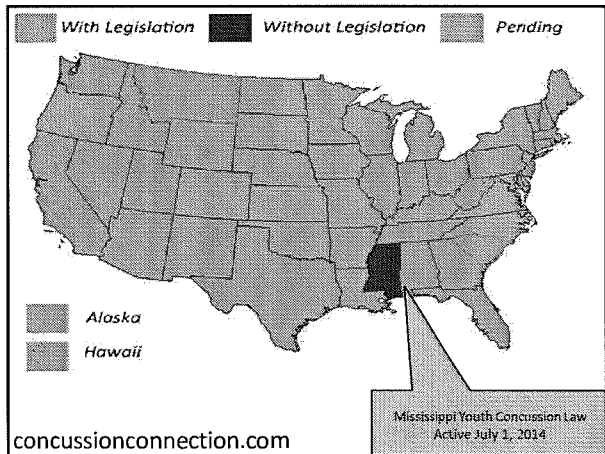 With Legislation Without Legislation Pending
Alaska
Hawaii
Mississippi Youth Concussion Law
Active July 1, 2014
concussionconnection.com